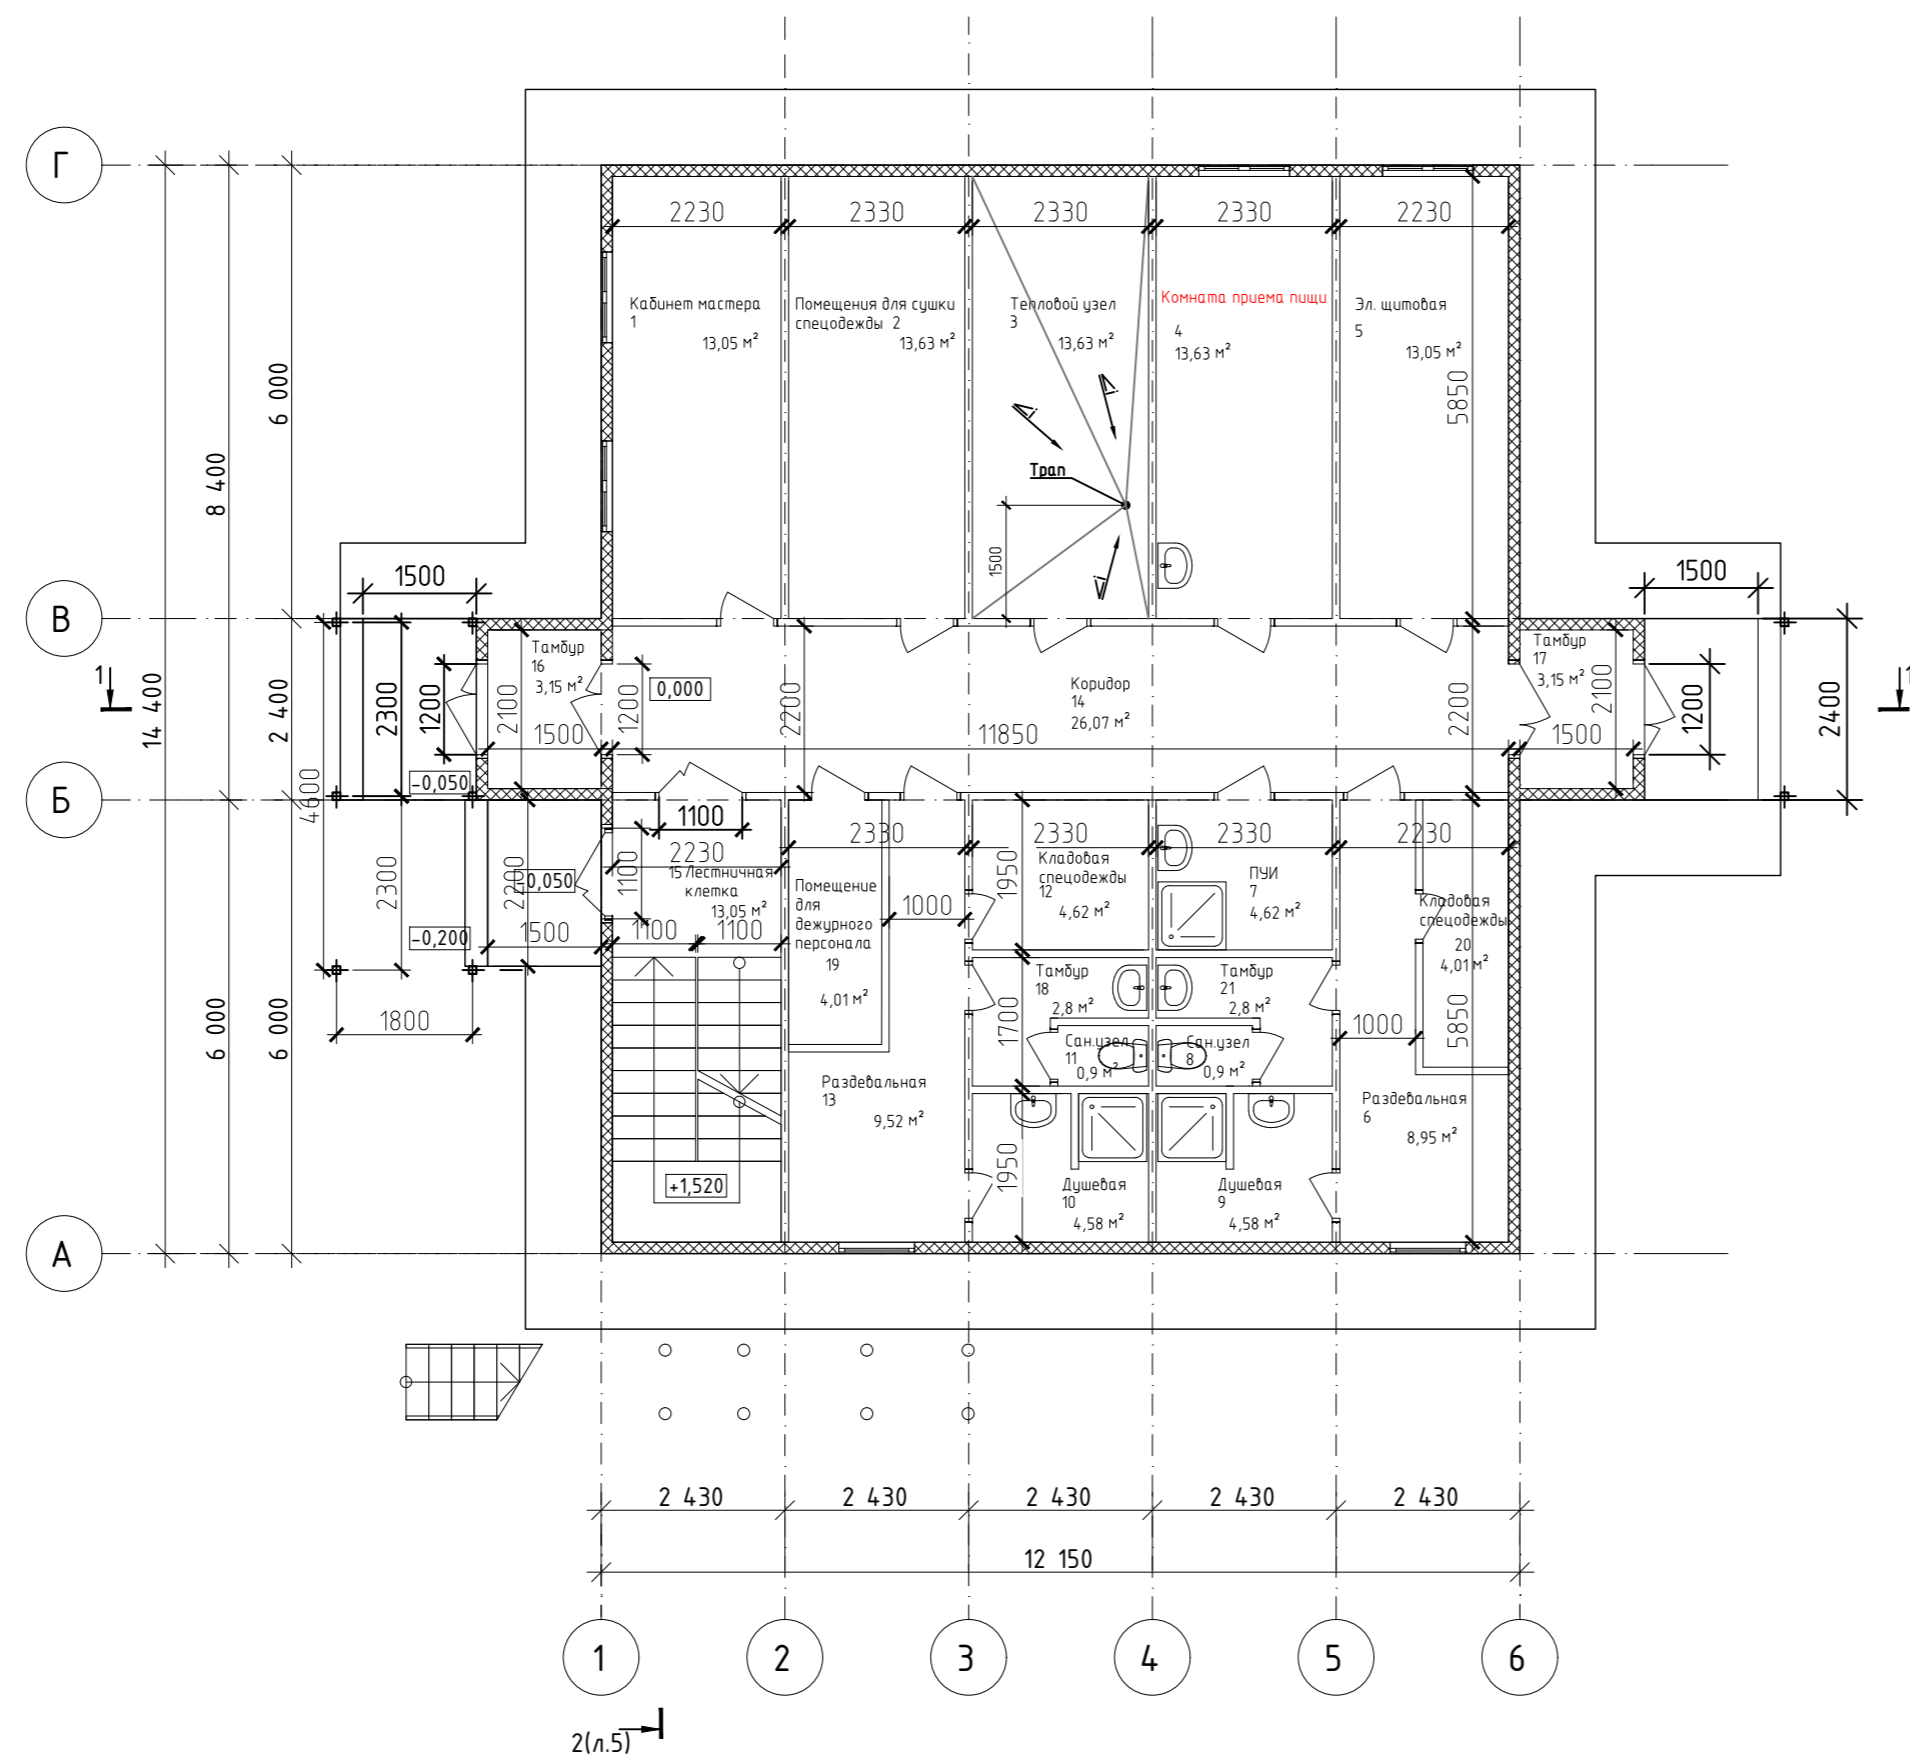 Г
2230
2330
2330
2330
2230
Кабинет мастера
1
13,05 м²
Помещения для сушки
спецодежды 2
13,63 м²
Тепловой узел
3
13,63 м²
Комната приема пищи
4
13,63 м²
Эл. щитовая
5
13,05 м²
5850
6 000
8 400
14 400
i
i
i
Трап
1500
1500
1500
В
Тамбур
16
3,15 м²
2100
1500
1200
0,000
2200
Коридор
14
26,07 м²
11850
2200
Тамбур
17
3,15 м²
2100
1500
1200
2400
1
1
2300
1200
2 400
4600
-0,050
Б
1100
2230
2330
2330
2330
2230
15 Лестничная
клетка
13,05 м²
1100
1100
1100
2200
-0,050
-0,200
1500
2300
1800
Помещение
для
дежурного
персонала
19
4,01 м²
1000
1950
Кладовая
спецодежды
12
4,62 м²
ПУИ
7
4,62 м²
Кладовая
спецодежды
20
4,01 м²
Тамбур
18
2,8 м²
Тамбур
21
2,8 м²
1700
1000
5850
6 000
6 000
Сан.узел
11
0,9 м²
Сан.узел
8
0,9 м²
Раздевальная
13
9,52 м²
Раздевальная
6
8,95 м²
1950
+1,520
Душевая
10
4,58 м²
Душевая
9
4,58 м²
А
2 430
2 430
2 430
2 430
2 430
12 150
1
2
3
4
5
6
2(л.5)